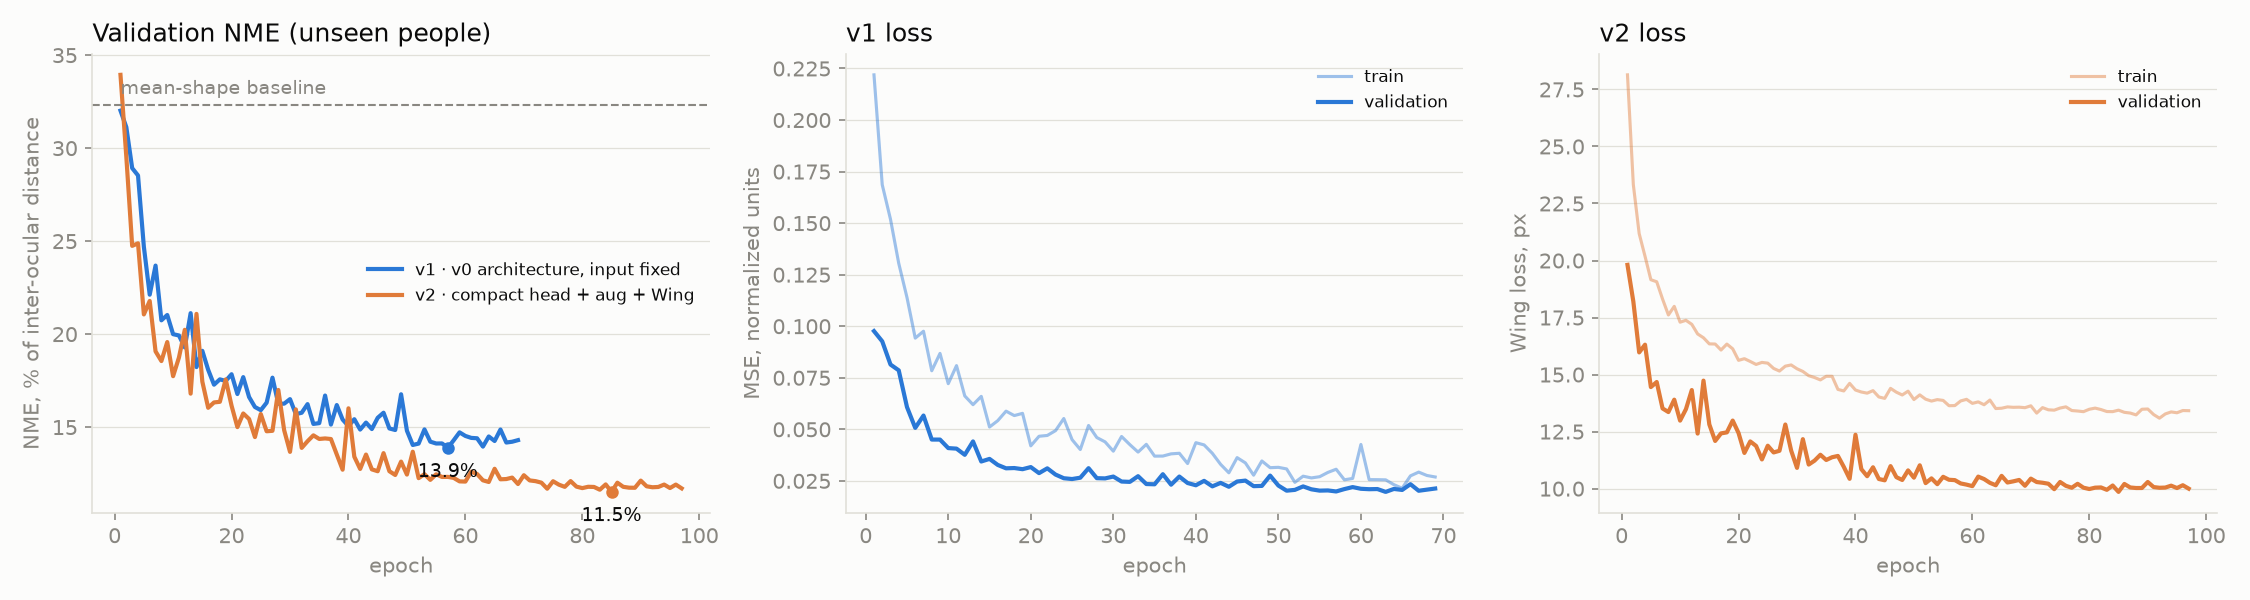 Validation NME (unseen people)
35
30
25
20
15
NME, % of inter-ocular distance
mean-shape baseline
v1 · v0 architecture, input fixed
v2 · compact head + aug + Wing
13.9%
11.5%
0 20 40 60 80 100
epoch
v1 loss
0.225
0.200
0.175
0.150
0.125
0.100
0.075
0.050
0.025
MSE, normalized units
train
validation
0 10 20 30 40 50 60 70
epoch
v2 loss
27.5
25.0
22.5
20.0
17.5
15.0
12.5
10.0
Wing loss, px
train
validation
0 20 40 60 80 100
epoch